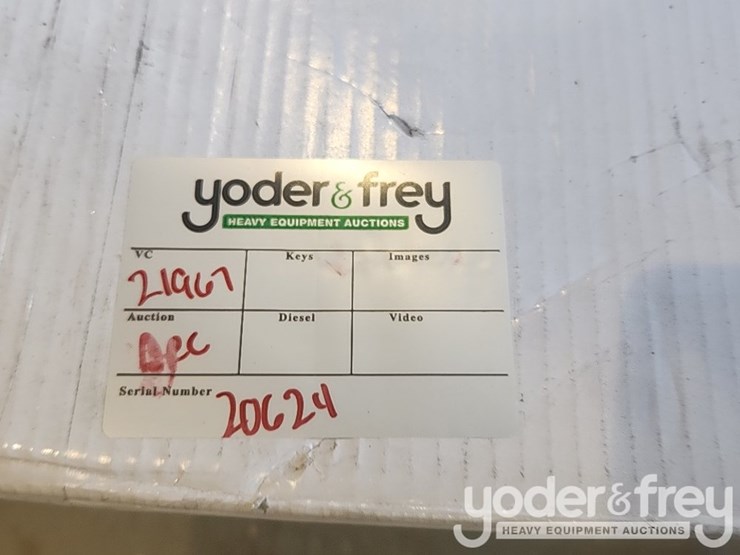 yoder & frey
HEAVY EQUIPMENT AUCTIONS
VC Keys Images
21967
Auction Diesel Video
Dec
Serial Number 20624
yoder & frey
HEAVY EQUIPMENT AUCTIONS